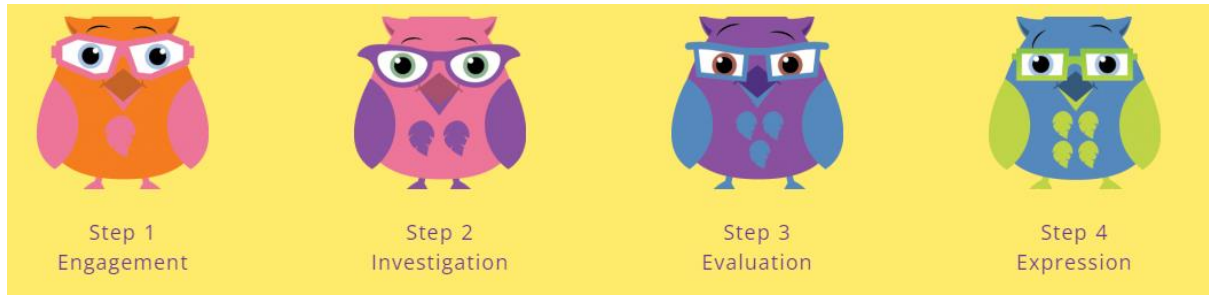 Step 1
Engagement
Step 2
Investigation
Step 3
Evaluation
Step 4
Expression